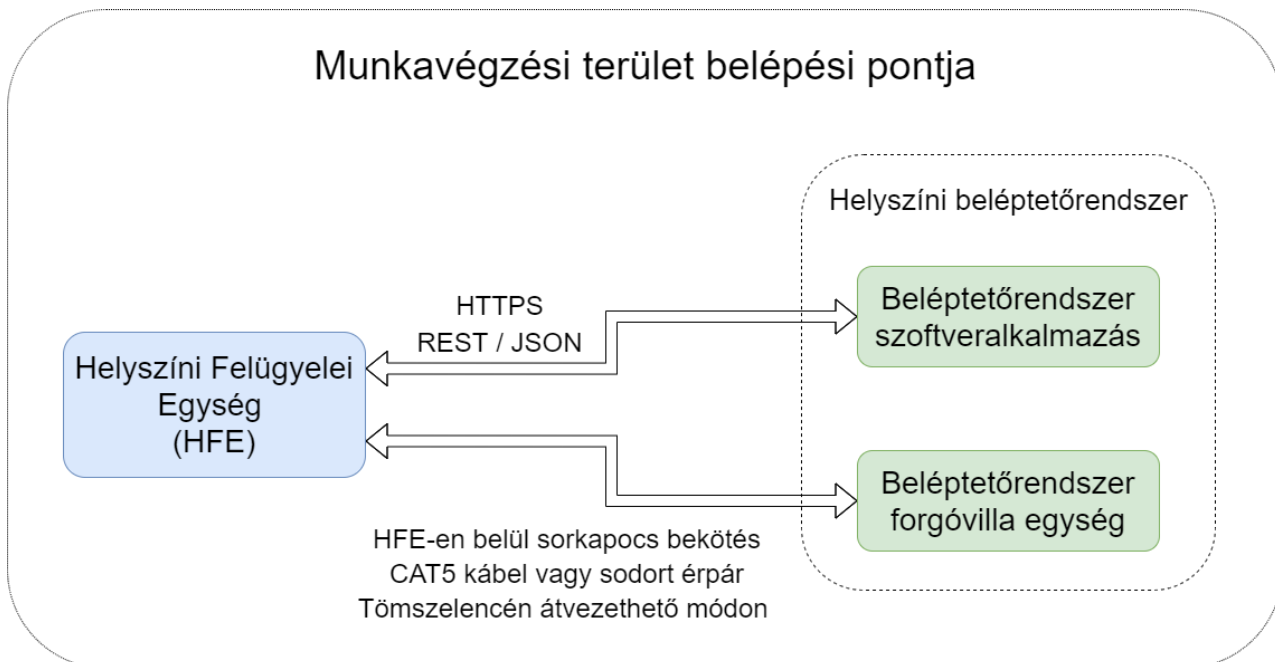 Munkavégzési terület belépési pontja
Helyszíni beléptetőrendszer
HTTPS
REST / JSON
Beléptetőrendszer
szoftveralkalmazás
Helyszíni Felügyelei
Egység
(HFE)
Beléptetőrendszer
forgóvilla egység
HFE-en belül sorkapocs bekötés
CAT5 kábel vagy sodort érpár
Tömszelencén átvezethető módon